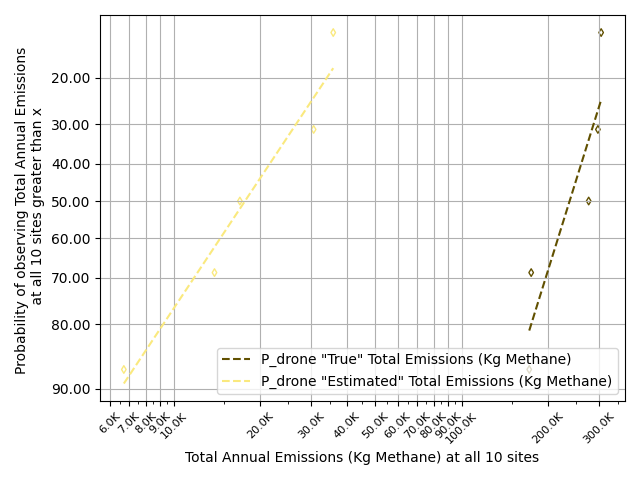 Probability of observing Total Annual Emissions
at all 10 sites greater than x
20.00
30.00
40.00
50.00
60.00
70.00
80.00
90.00
P_drone "True" Total Emissions (Kg Methane)
P_drone "Estimated" Total Emissions (Kg Methane)
6.0K
7.0K
8.0K
9.0K
10.0K
20.0K
30.0K
40.0K
50.0K
60.0K
70.0K
80.0K
90.0K
100.0K
200.0K
300.0K
Total Annual Emissions (Kg Methane) at all 10 sites